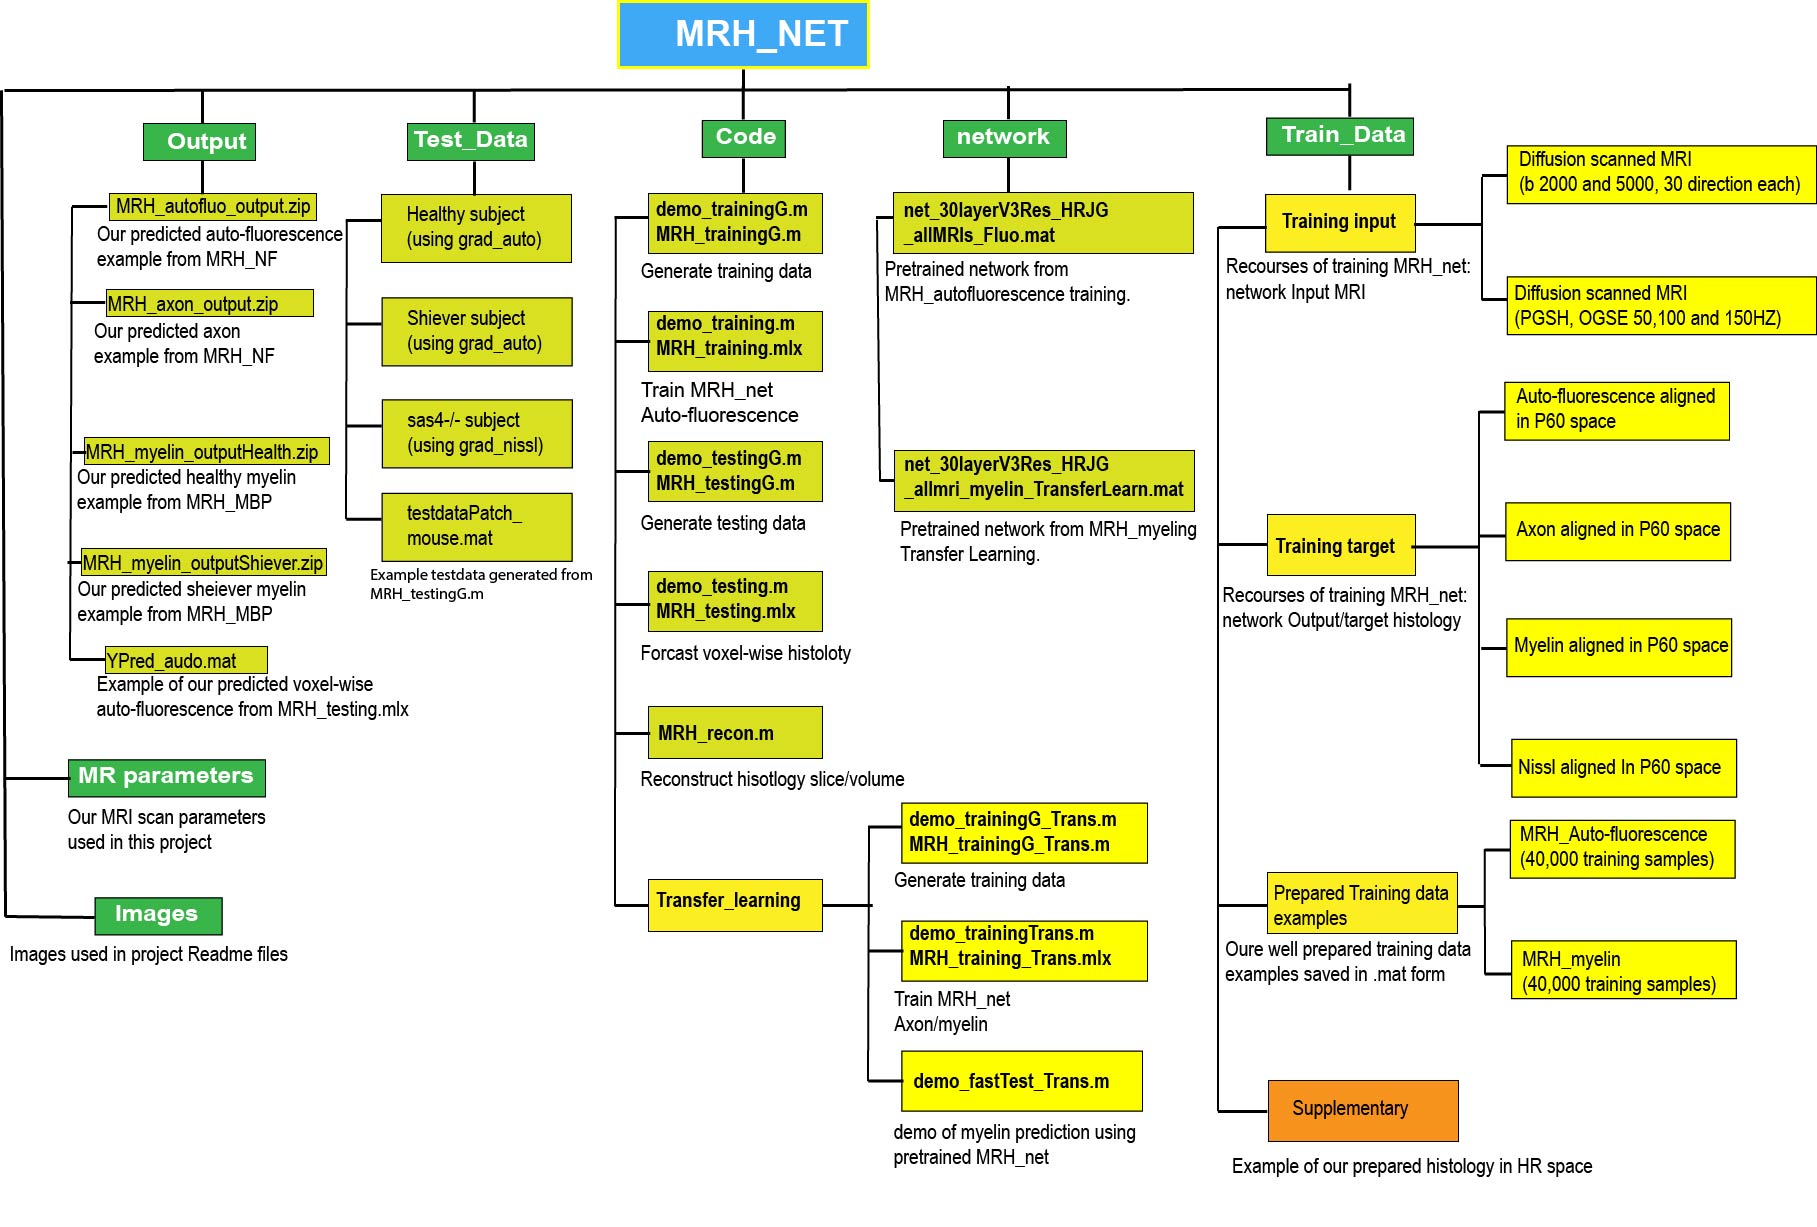 MRH_NET
Output
MRH_autofluo_output.zip
Our predicted auto-fluorescence
example from MRH_NF
MRH_axon_output.zip
Our predicted axon
example from MRH_NF
MRH_myelin_outputHealth.zip
Our predicted healthy myelin
example from MRH_MBP
MRH_myelin_outputShiever.zip
Our predicted sheiever myelin
example from MRH_MBP
YPred_audo.mat
Example of our predicted voxel-wise
auto-fluorescence from MRH_testing.mlx
MR parameters
Our MRI scan parameters
used in this project
Images
Images used in project Readme files
Test_Data
Healthy subject
(using grad_auto)
Shiever subject
(using grad_auto)
sas4-/- subject
(using grad_nissl)
testdataPatch_
mouse.mat
Example testdata generated from
MRH_testingG.m
Code
demo_trainingG.m
MRH_trainingG.m
Generate training data
demo_training.m
MRH_training.mlx
Train MRH_net
Auto-fluorescence
demo_testingG.m
MRH_testingG.m
Generate testing data
demo_testing.m
MRH_testing.mlx
Forcast voxel-wise histoloty
MRH_recon.m
Reconstruct hisotlogy slice/volume
Transfer_learning
demo_trainingG_Trans.m
MRH_trainingG_Trans.m
Generate training data
demo_trainingTrans.m
MRH_training_Trans.mlx
Train MRH_net
Axon/myelin
demo_fastTest_Trans.m
demo of myelin prediction using
pretrained MRH_net
network
net_30layerV3Res_HRJG
_allMRIs_Fluo.mat
Pretrained network from
MRH_autofluorescence training.
net_30layerV3Res_HRJG
_allmri_myelin_TransferLearn.mat
Pretrained network from MRH_myeling
Transfer Learning.
Train_Data
Training input
Recourses of training MRH_net:
network Input MRI
Diffusion scanned MRI
(b 2000 and 5000, 30 direction each)
Diffusion scanned MRI
(PGSH, OGSE 50,100 and 150HZ)
Training target
Recourses of training MRH_net:
network Output/target histology
Auto-fluorescence aligned
in P60 space
Axon aligned in P60 space
Myelin aligned in P60 space
Nissl aligned In P60 space
Prepared Training data
examples
Oure well prepared training data
examples saved in .mat form
MRH_Auto-fluorescence
(40,000 training samples)
MRH_myelin
(40,000 training samples)
Supplementary
Example of our prepared histology in HR space